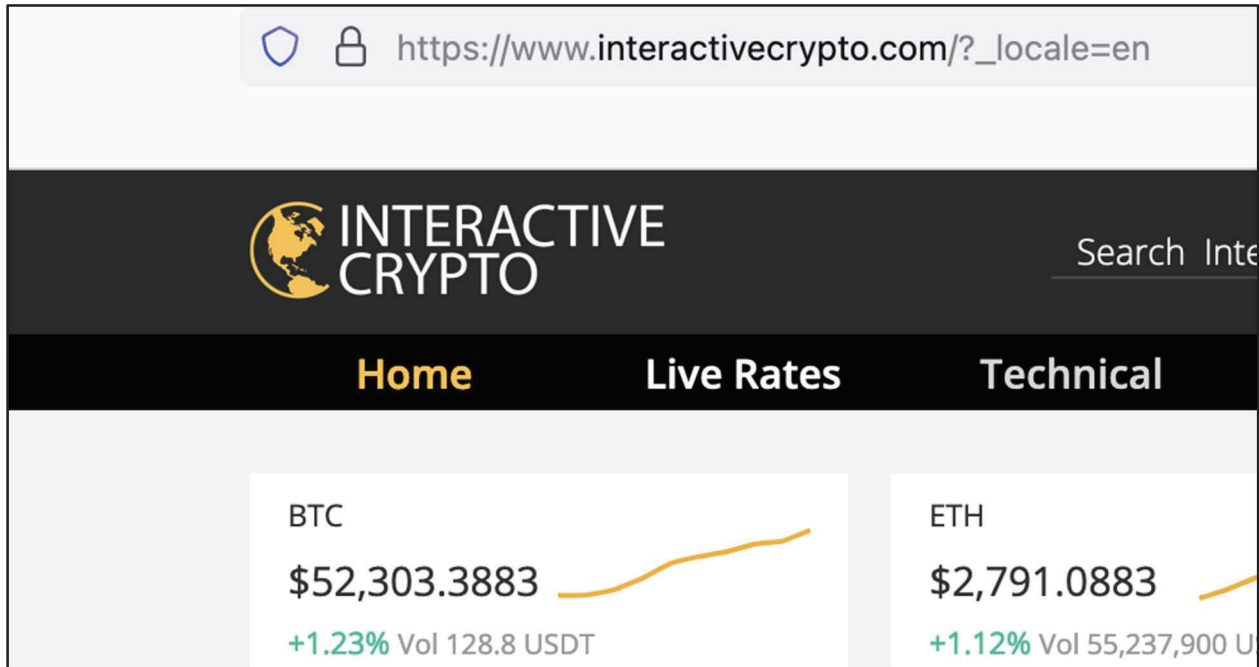 https://www.interactivecrypto.com/?_locale=en
INTERACTIVE
CRYPTO
Search
Home Live Rates Technical
BTC ETH
$52,303.3883 $2,791.0883
+1.23% Vol 128.8 USDT +1.12% Vol 55,237,900